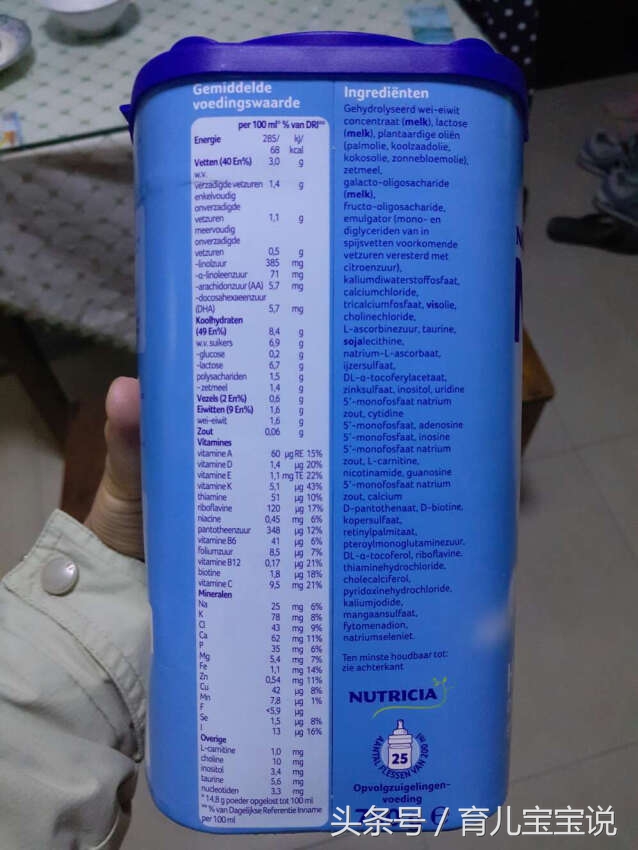 Gemiddelde
voedingswaarde
per 100 ml* % van DRI**
Energie 285/ kJ/
68 kcal
Vetten (40 En%) 3,0 g
w.v.
verzadigde vetzuren 1,4 g
enkelvoudig
onverzadigde
vetzuren 1,1 g
meervoudig
onverzadigde
vetzuren 0,5 g
-linolzuur 385 mg
-α-linoleenzuur 71 mg
-arachidonzuur (AA) 5,7 mg
-docosahexaeenzuur
(DHA) 5,7 mg
Koolhydraten
(49 En%) 8,4 g
w.v. suikers 6,9 g
-glucose 0,2 g
-lactose 6,7 g
polysachariden 1,5 g
-zetmeel 1,4 g
Vezels (2 En%) 0,6 g
Eiwitten (9 En%) 1,6 g
wei-eiwit 1,6 g
Zout 0,06 g
Vitamines
vitamine A 60 µg RE 15%
vitamine D 1,4 µg 20%
vitamine E 1,1 mg TE 22%
vitamine K 5,1 µg 43%
thiamine 51 µg 10%
riboflavine 120 µg 17%
niacine 0,45 mg 6%
pantotheenzuur 348 µg 12%
vitamine B6 41 µg 6%
foliumzuur 8,5 µg 7%
vitamine B12 0,17 µg 21%
biotine 1,8 µg 18%
vitamine C 9,5 mg 21%
Mineralen
Na 25 mg 6%
K 78 mg 8%
Cl 43 mg 9%
Ca 62 mg 11%
P 35 mg 6%
Mg 5,4 mg 7%
Fe 1,1 mg 14%
Zn 0,54 mg 11%
Cu 42 µg 8%
Mn 7,8 µg 1%
F <5,9 µg
Se 1,5 µg 8%
I 13 µg 16%
Overige
L-carnitine 1,0 mg
choline 10 mg
inositol 3,4 mg
taurine 5,6 mg
nucleotiden 3,3 mg
* 14,8 g poeder opgelost tot 100 ml
** % van Dagelijkse Referentie Inname
per 100 ml
Ingrediënten
Gehydrolyseerd wei-eiwit
concentraat (melk), lactose
(melk), plantaardige oliën
(palmolie, koolzaadolie,
kokosolie, zonnebloemolie),
zetmeel,
galacto-oligosacharide
(melk),
fructo-oligosacharide,
emulgator (mono- en
diglyceriden van in
spijsvetten voorkomende
vetzuren veresterd met
citroenzuur),
kaliumdiwaterstoffosfaat,
calciumchloride,
tricalciumfosfaat, visolie,
cholinechloride,
L-ascorbinezuur, taurine,
sojalecithine,
natrium-L-ascorbaat,
ijzersulfaat,
DL-α-tocoferylacetaat,
zinksulfaat, inositol, uridine
5'-monofosfaat natrium
zout, cytidine
5'-monofosfaat, adenosine
5'-monofosfaat, inosine
5'-monofosfaat natrium
zout, L-carnitine,
nicotinamide, guanosine
5'-monofosfaat natrium
zout, calcium
D-pantothenaat, D-biotine,
kopersulfaat,
retinylpalmitaat,
pteroylmonoglutaminezuur,
DL-α-tocoferol, riboflavine,
thiaminehydrochloride,
cholecalciferol,
pyridoxinehydrochloride,
kaliumjodide,
mangaansulfaat,
fytomenadion,
natriumseleniet.
Ten minste houdbaar tot:
zie achterkant
NUTRICIA
25
AANTAL FLESSEN VAN 200 ml
Opvolgzuigelingen-
voeding
头条号 / 育儿宝宝说